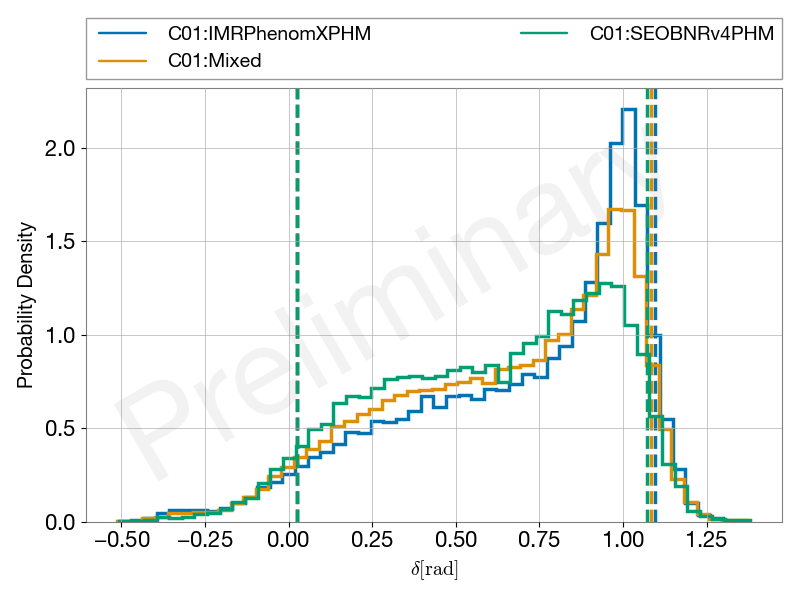 C01:IMRPhenomXPHM
C01:Mixed
C01:SEOBNRv4PHM
Preliminary
Probability Density
2.0
1.5
1.0
0.5
0.0
−0.50 −0.25 0.00 0.25 0.50 0.75 1.00 1.25
δ[rad]